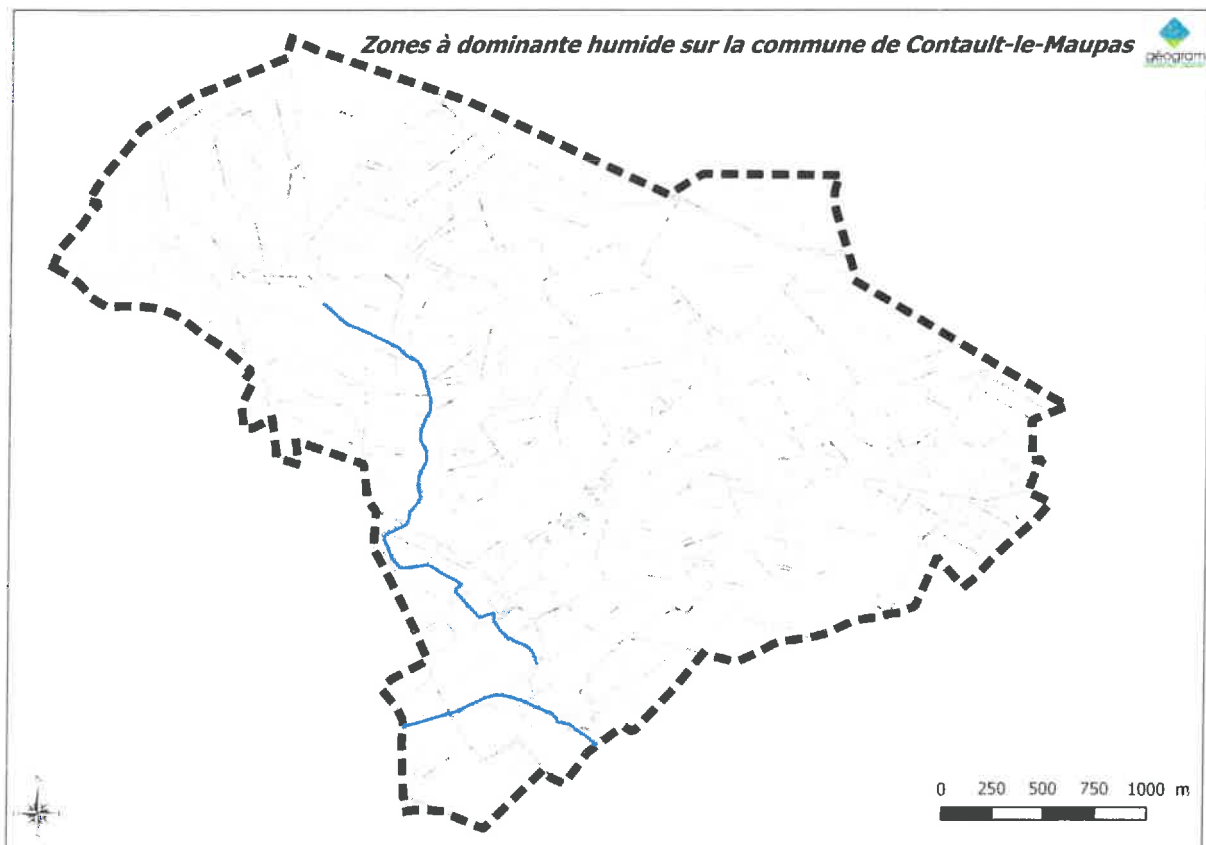 Zones à dominante humide sur la commune de Contault-le-Maupas
géogram
0 250 500 750 1000 m